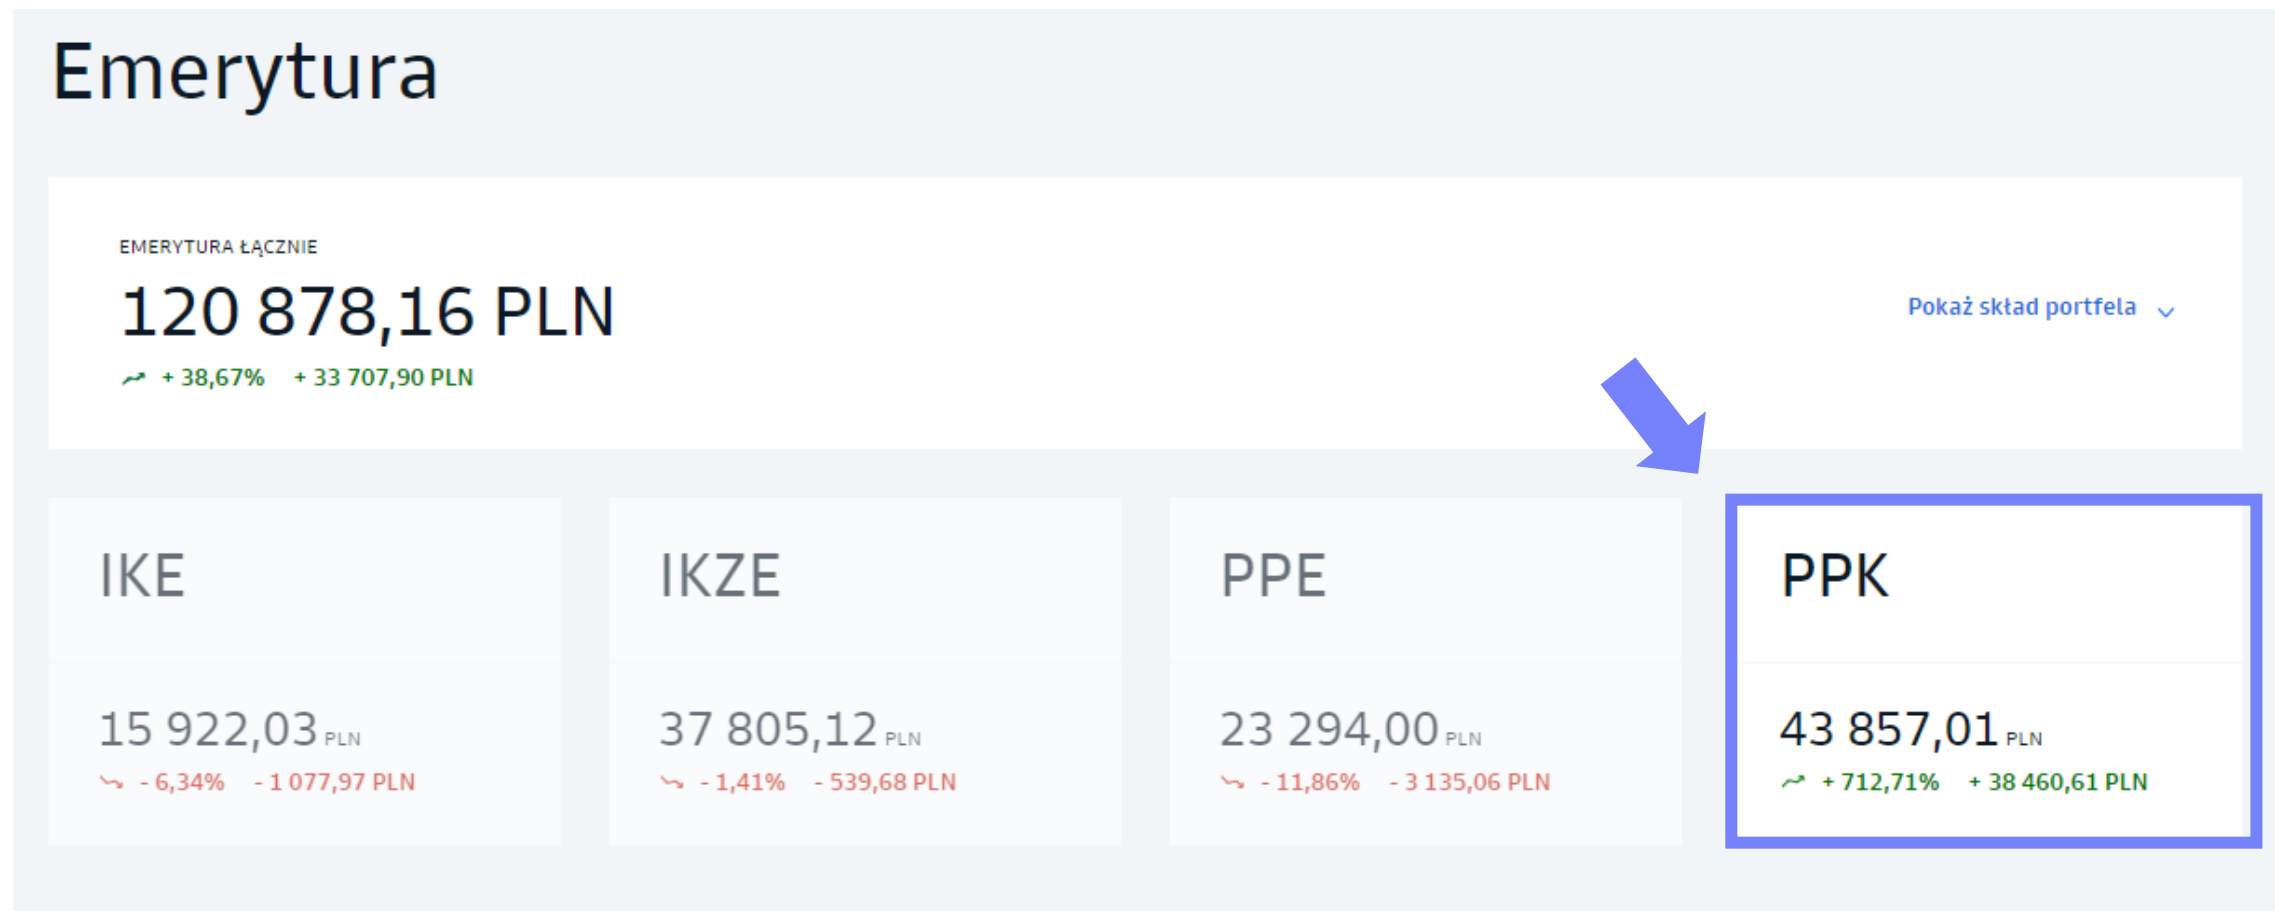 Emerytura
EMERYTURA ŁĄCZNIE
120 878,16 PLN
+ 38,67% + 33 707,90 PLN
Pokaż skład portfela
IKE
15 922,03 PLN
- 6,34% - 1 077,97 PLN
IKZE
37 805,12 PLN
- 1,41% - 539,68 PLN
PPE
23 294,00 PLN
- 11,86% - 3 135,06 PLN
PPK
43 857,01 PLN
+ 712,71% + 38 460,61 PLN